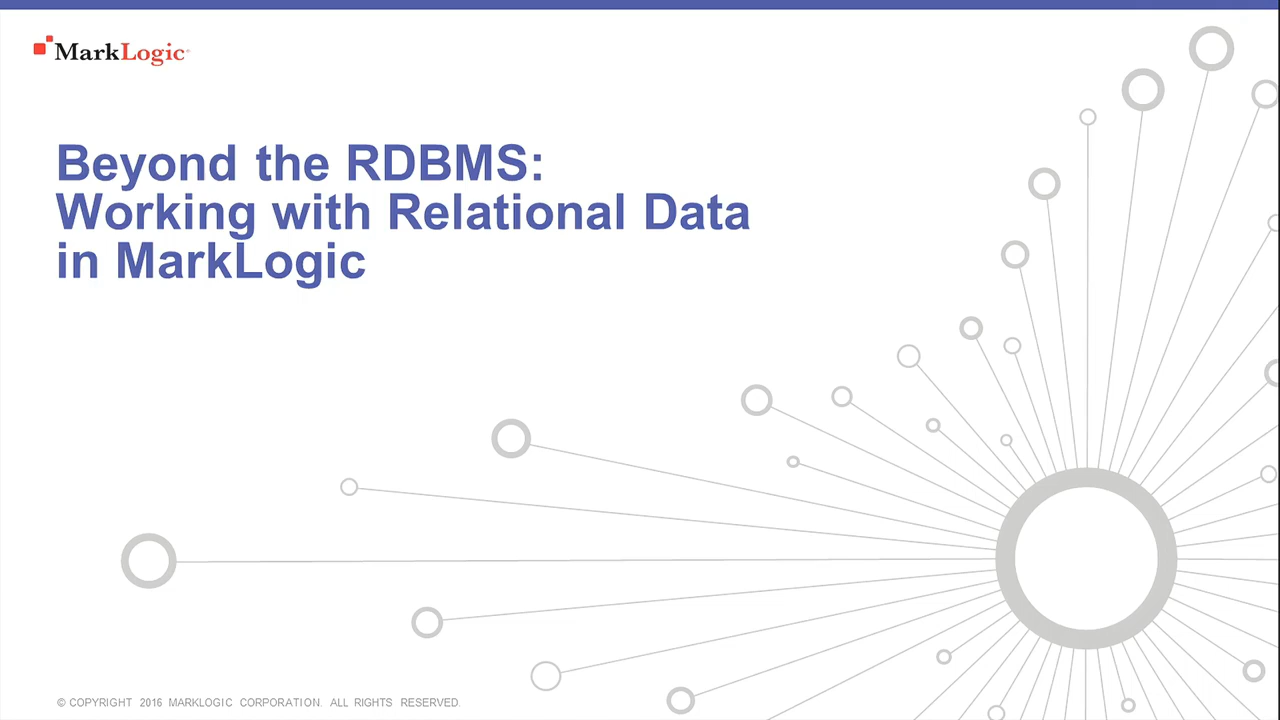 MarkLogic
Beyond the RDBMS:
Working with Relational Data
in MarkLogic
© COPYRIGHT 2016 MARKLOGIC CORPORATION. ALL RIGHTS RESERVED.